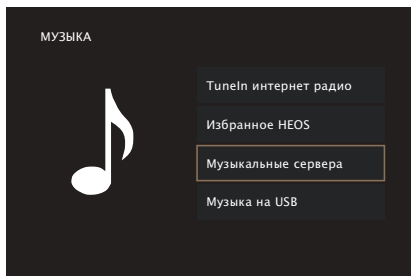 МУЗЫКА
TuneIn интернет радио
Избранное HEOS
Музыкальные сервера
Музыка на USB